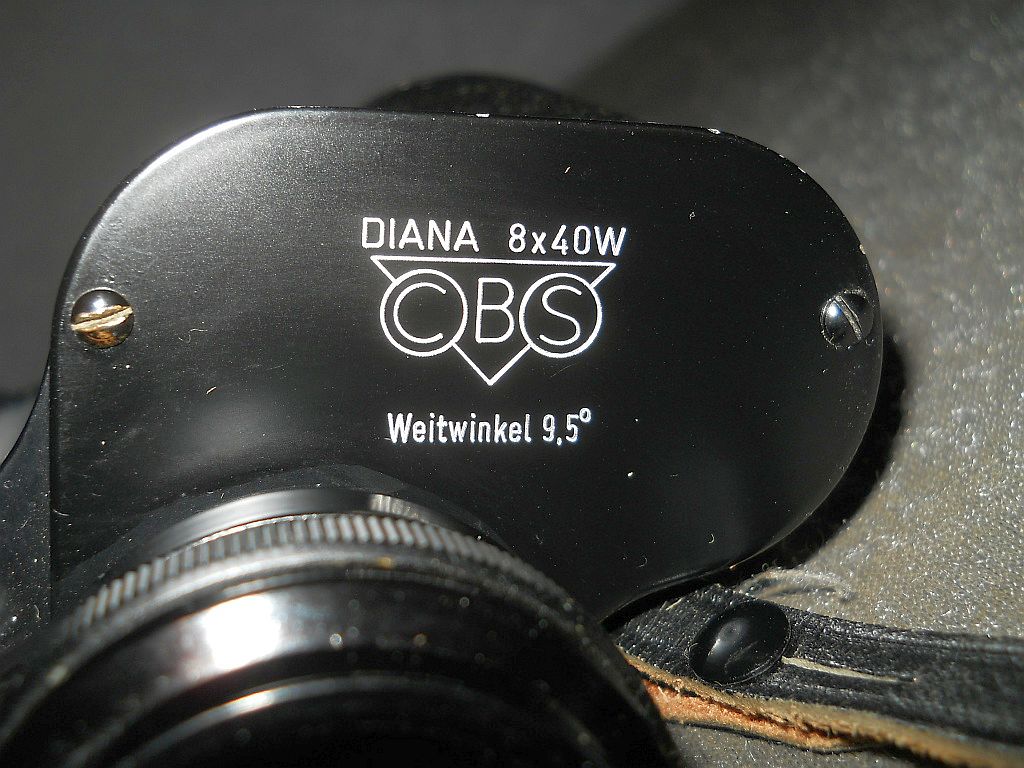 DIANA 8x40W
CBS
Weitwinkel 9,5°